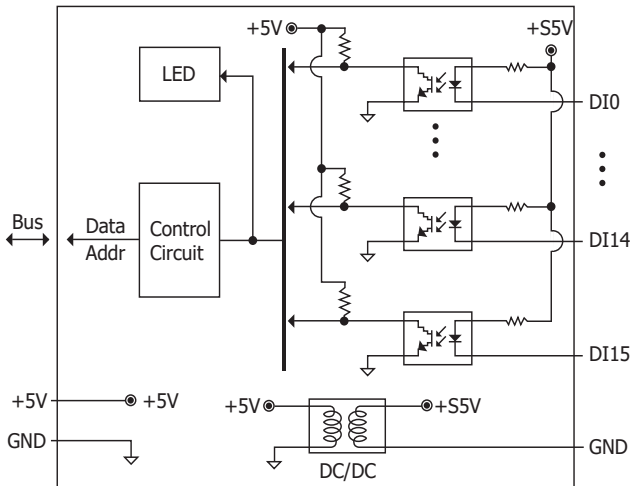 +5V
+S5V
LED
DI0
Bus
Data
Addr
Control
Circuit
DI14
DI15
+5V
+5V
+5V
+S5V
GND
GND
DC/DC